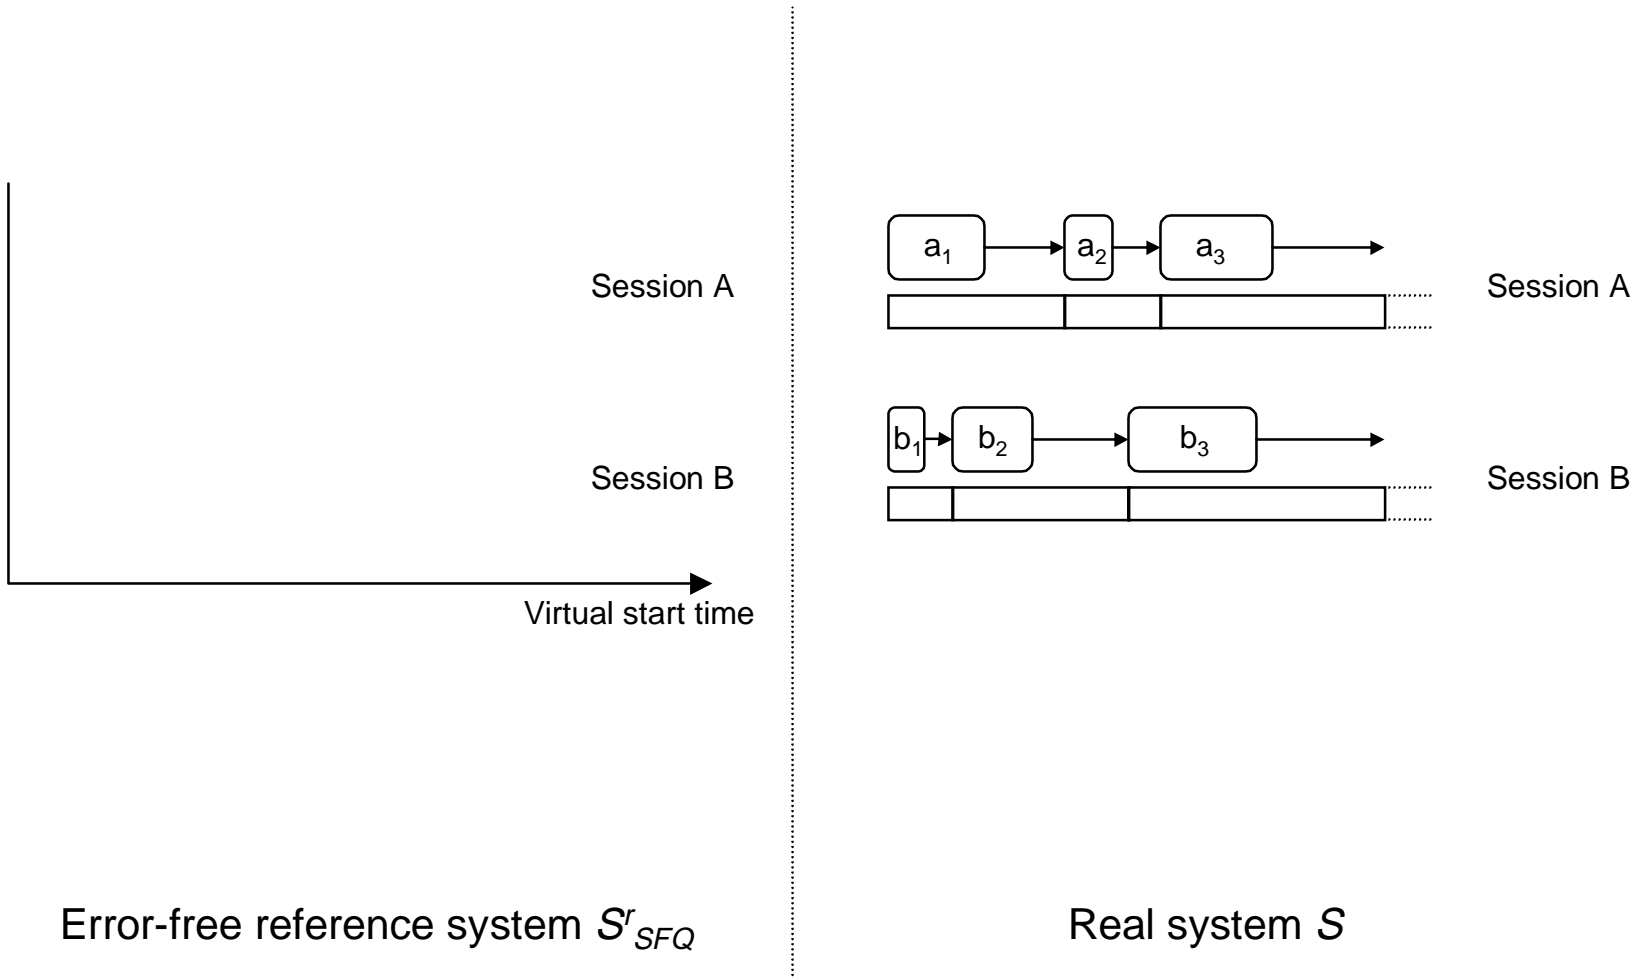 a1 a2 a3
Session A Session A
b1 b2 b3
Session B Session B
Virtual start time
Error-free reference system SrSFQ Real system S